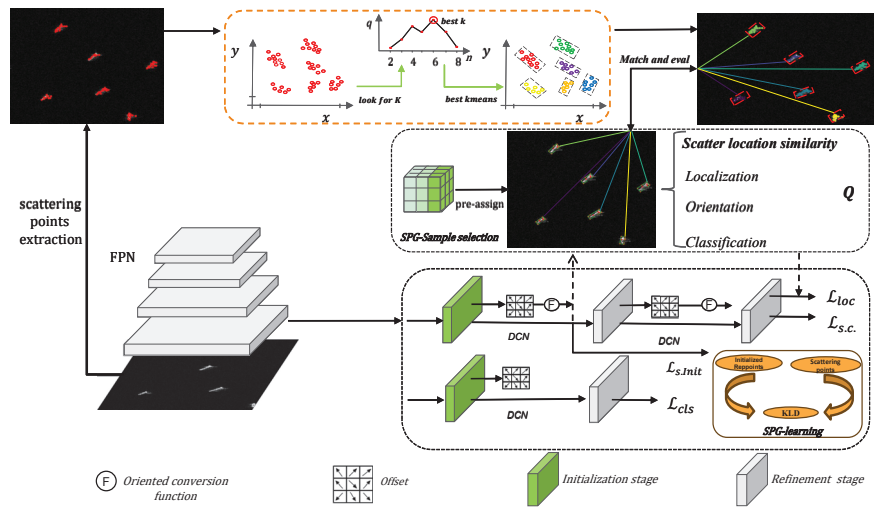 q
best k
2 4 6 8 n
y
x
look for K
best kmeans
y
x
Match and eval
scattering
points
extraction
FPN
pre-assign
SPG-Sample selection
Scatter location similarity
Localization
Orientation
Classification
Q
F
F
DCN
DCN
ℒloc
ℒs.c.
ℒs.Init
DCN
ℒcls
Initialized
Reppoints
Scattering
points
KLD
SPG-learning
F
Oriented conversion
function
Offset
Initialization stage
Refinement stage